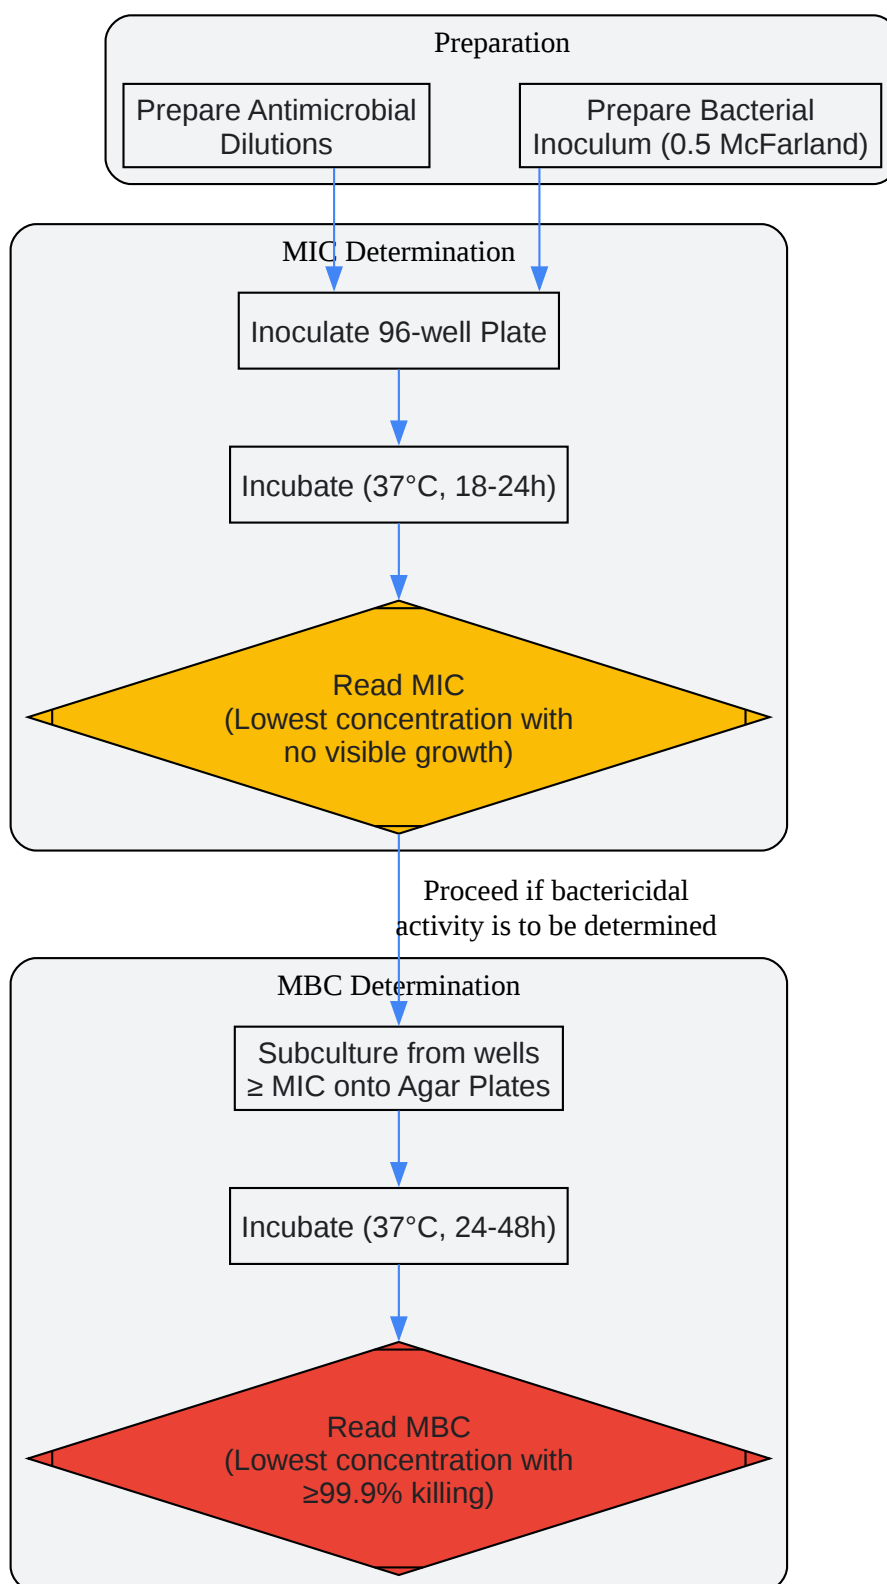 Preparation
Prepare Antimicrobial
Dilutions
Prepare Bacterial
Inoculum (0.5 McFarland)
MIC Determination
Inoculate 96-well Plate
Incubate (37°C, 18-24h)
Read MIC
(Lowest concentration with
no visible growth)
Proceed if bactericidal
activity is to be determined
MBC Determination
Subculture from wells
≥ MIC onto Agar Plates
Incubate (37°C, 24-48h)
Read MBC
(Lowest concentration with
≥99.9% killing)